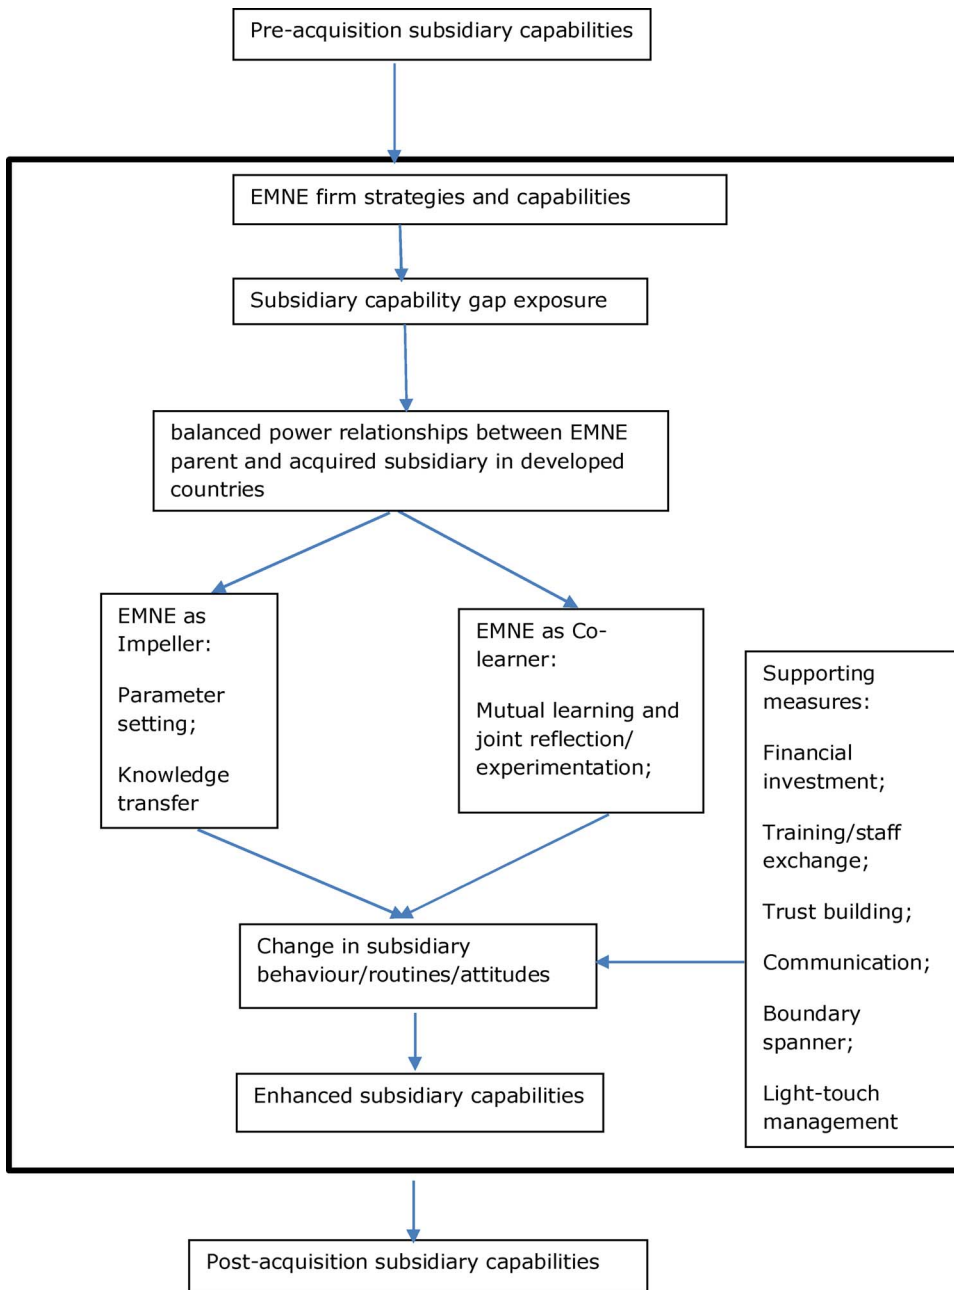 Pre-acquisition subsidiary capabilities
EMNE firm strategies and capabilities
Subsidiary capability gap exposure
balanced power relationships between EMNE
parent and acquired subsidiary in developed
countries
EMNE as
Impeller:
Parameter
setting;
Knowledge
transfer
EMNE as Co-
learner:
Mutual learning and
joint reflection/
experimentation;
Supporting
measures:
Financial
investment;
Training/staff
exchange;
Trust building;
Communication;
Boundary
spanner;
Light-touch
management
Change in subsidiary
behaviour/routines/attitudes
Enhanced subsidiary capabilities
Post-acquisition subsidiary capabilities